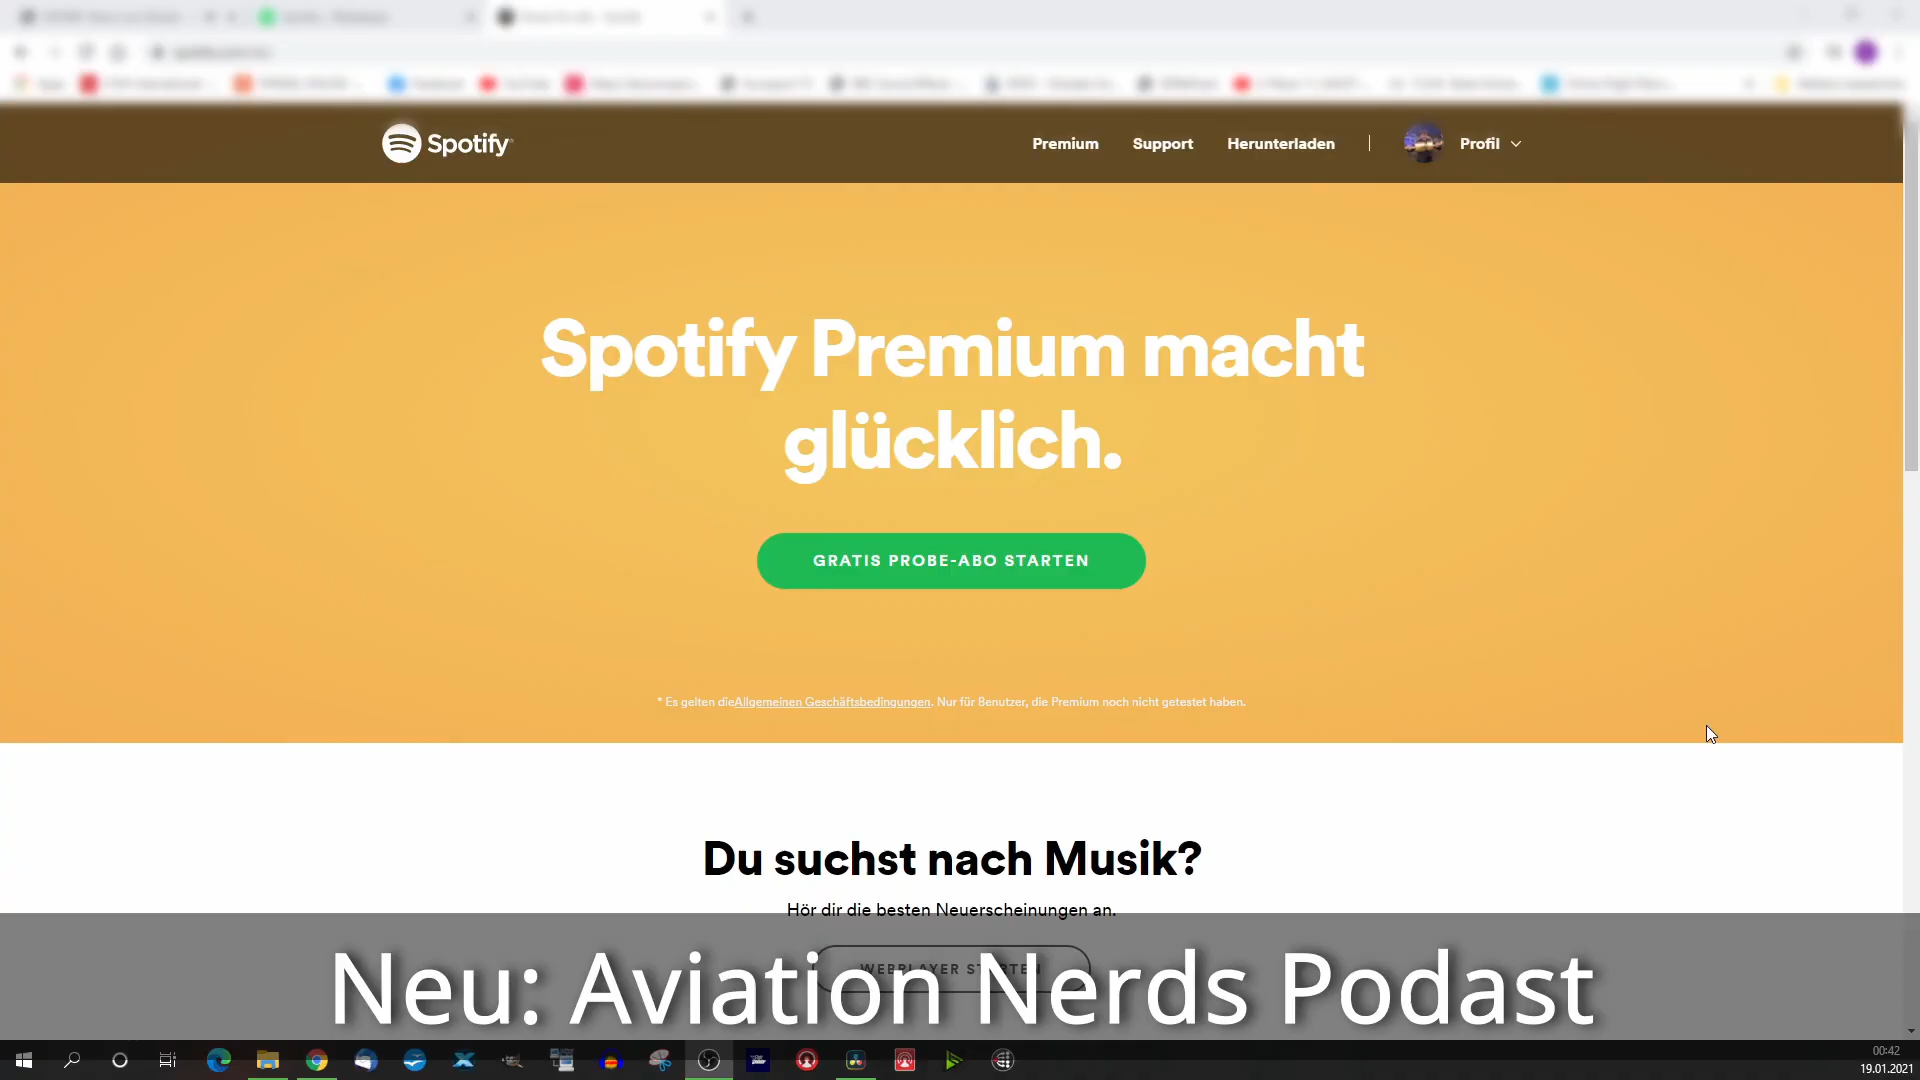 Spotify
Premium
Support
Herunterladen
Profil
Spotify Premium macht
glücklich.
GRATIS PROBE-ABO STARTEN
* Es gelten dieAllgemeinen Geschäftsbedingungen. Nur für Benutzer, die Premium noch nicht getestet haben.
Du suchst nach Musik?
Hör dir die besten Neuerscheinungen an.
WEBPLAYER STARTEN
Neu: Aviation Nerds Podast
00:42
19.01.2021